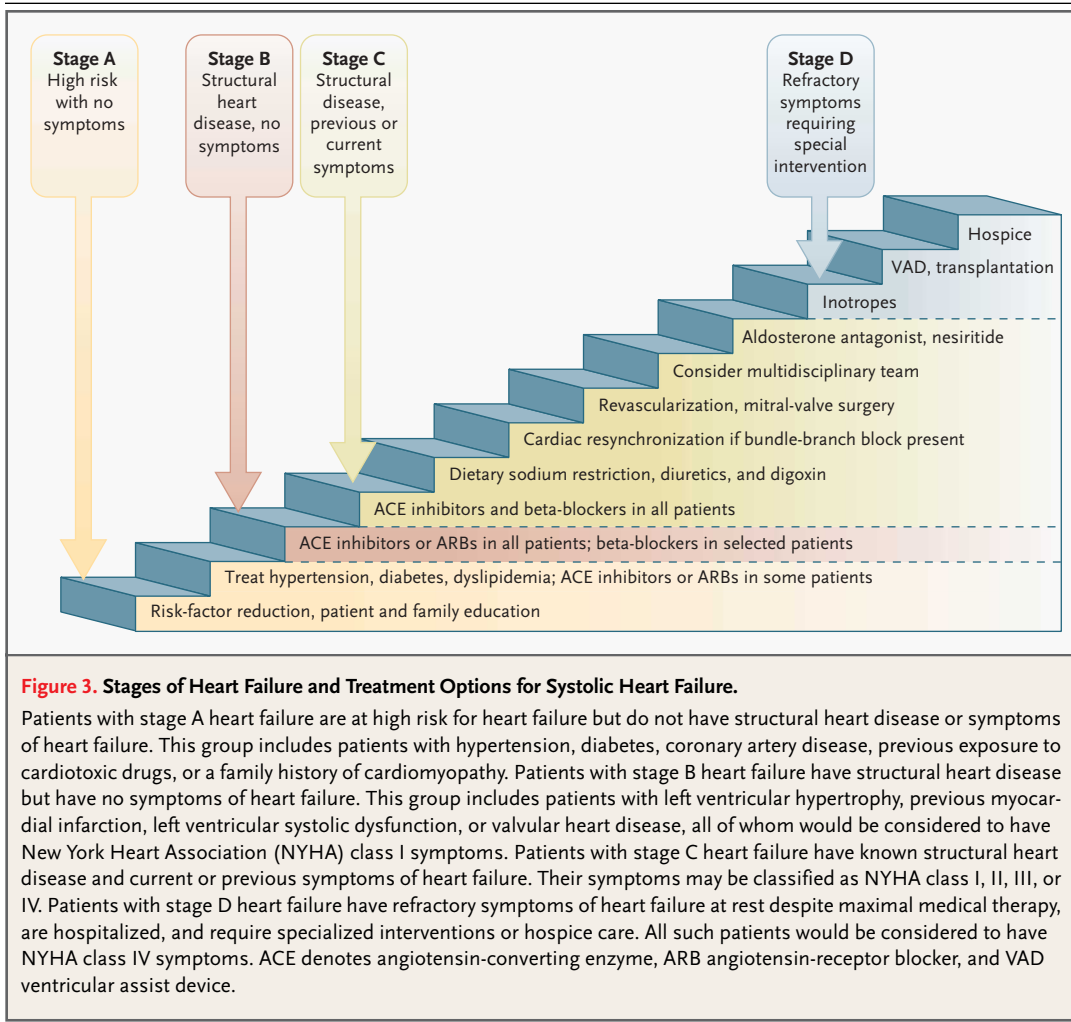 Stage A
High risk
with no
symptoms
Stage B
Structural
heart
disease, no
symptoms
Stage C
Structural
disease,
previous or
current
symptoms
Stage D
Refractory
symptoms
requiring
special
intervention
Hospice
VAD, transplantation
Inotropes
Aldosterone antagonist, nesiritide
Consider multidisciplinary team
Revascularization, mitral-valve surgery
Cardiac resynchronization if bundle-branch block present
Dietary sodium restriction, diuretics, and digoxin
ACE inhibitors and beta-blockers in all patients
ACE inhibitors or ARBs in all patients; beta-blockers in selected patients
Treat hypertension, diabetes, dyslipidemia; ACE inhibitors or ARBs in some patients
Risk-factor reduction, patient and family education
Figure 3. Stages of Heart Failure and Treatment Options for Systolic Heart Failure.
Patients with stage A heart failure are at high risk for heart failure but do not have structural heart disease or symptoms
of heart failure. This group includes patients with hypertension, diabetes, coronary artery disease, previous exposure to
cardiotoxic drugs, or a family history of cardiomyopathy. Patients with stage B heart failure have structural heart disease
but have no symptoms of heart failure. This group includes patients with left ventricular hypertrophy, previous myocar-
dial infarction, left ventricular systolic dysfunction, or valvular heart disease, all of whom would be considered to have
New York Heart Association (NYHA) class I symptoms. Patients with stage C heart failure have known structural heart
disease and current or previous symptoms of heart failure. Their symptoms may be classified as NYHA class I, II, III, or
IV. Patients with stage D heart failure have refractory symptoms of heart failure at rest despite maximal medical therapy,
are hospitalized, and require specialized interventions or hospice care. All such patients would be considered to have
NYHA class IV symptoms. ACE denotes angiotensin-converting enzyme, ARB angiotensin-receptor blocker, and VAD
ventricular assist device.